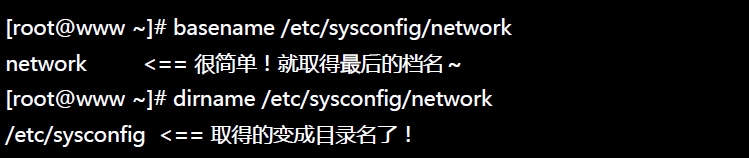 [root@www ~]# basename /etc/sysconfig/network
network <== 很简单！就取得最后的档名～
[root@www ~]# dirname /etc/sysconfig/network
/etc/sysconfig <== 取得的变成目录名了！